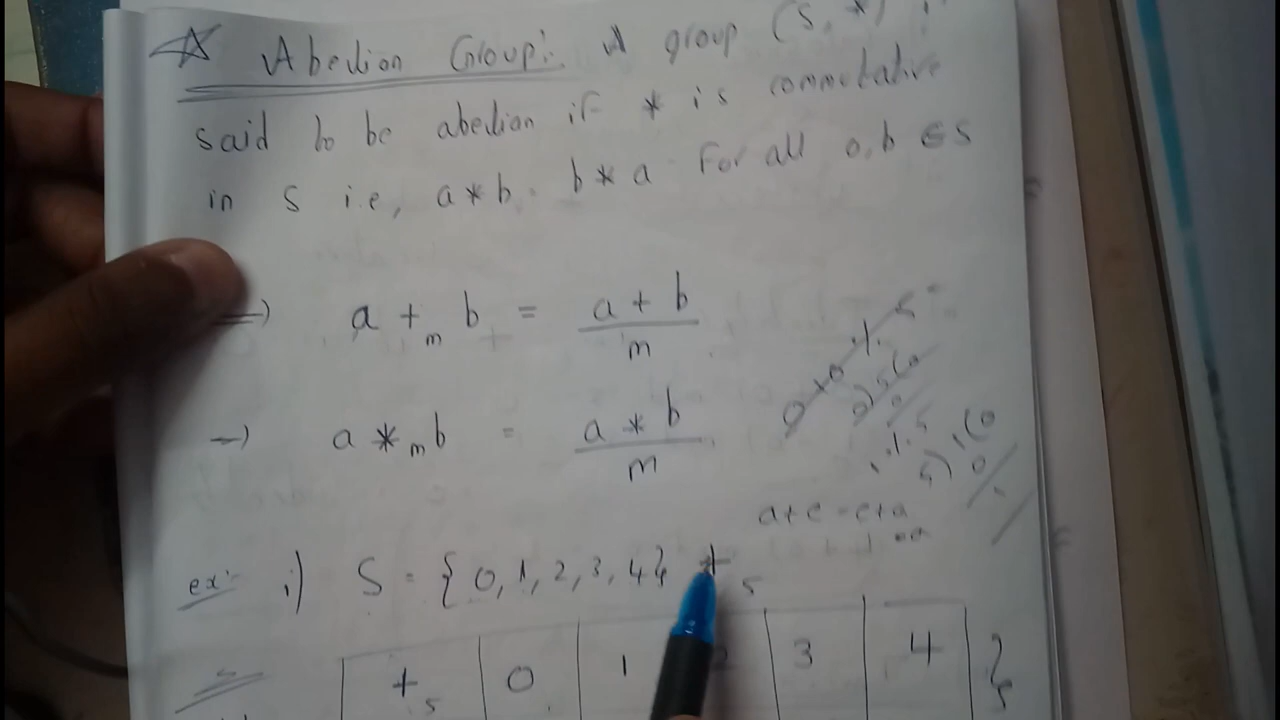 ☆ Abelion Group:. A group (S, *) is
said to be abelian if * is commutative
in S i.e, a*b = b*a For all a, b ∈ S
=) a +m b = a + b / m
-) a *m b = a * b / m
a+e = e+a
ex:- i) S = {0, 1, 2, 3, 4} +5
+5 0 1 2 3 4 }